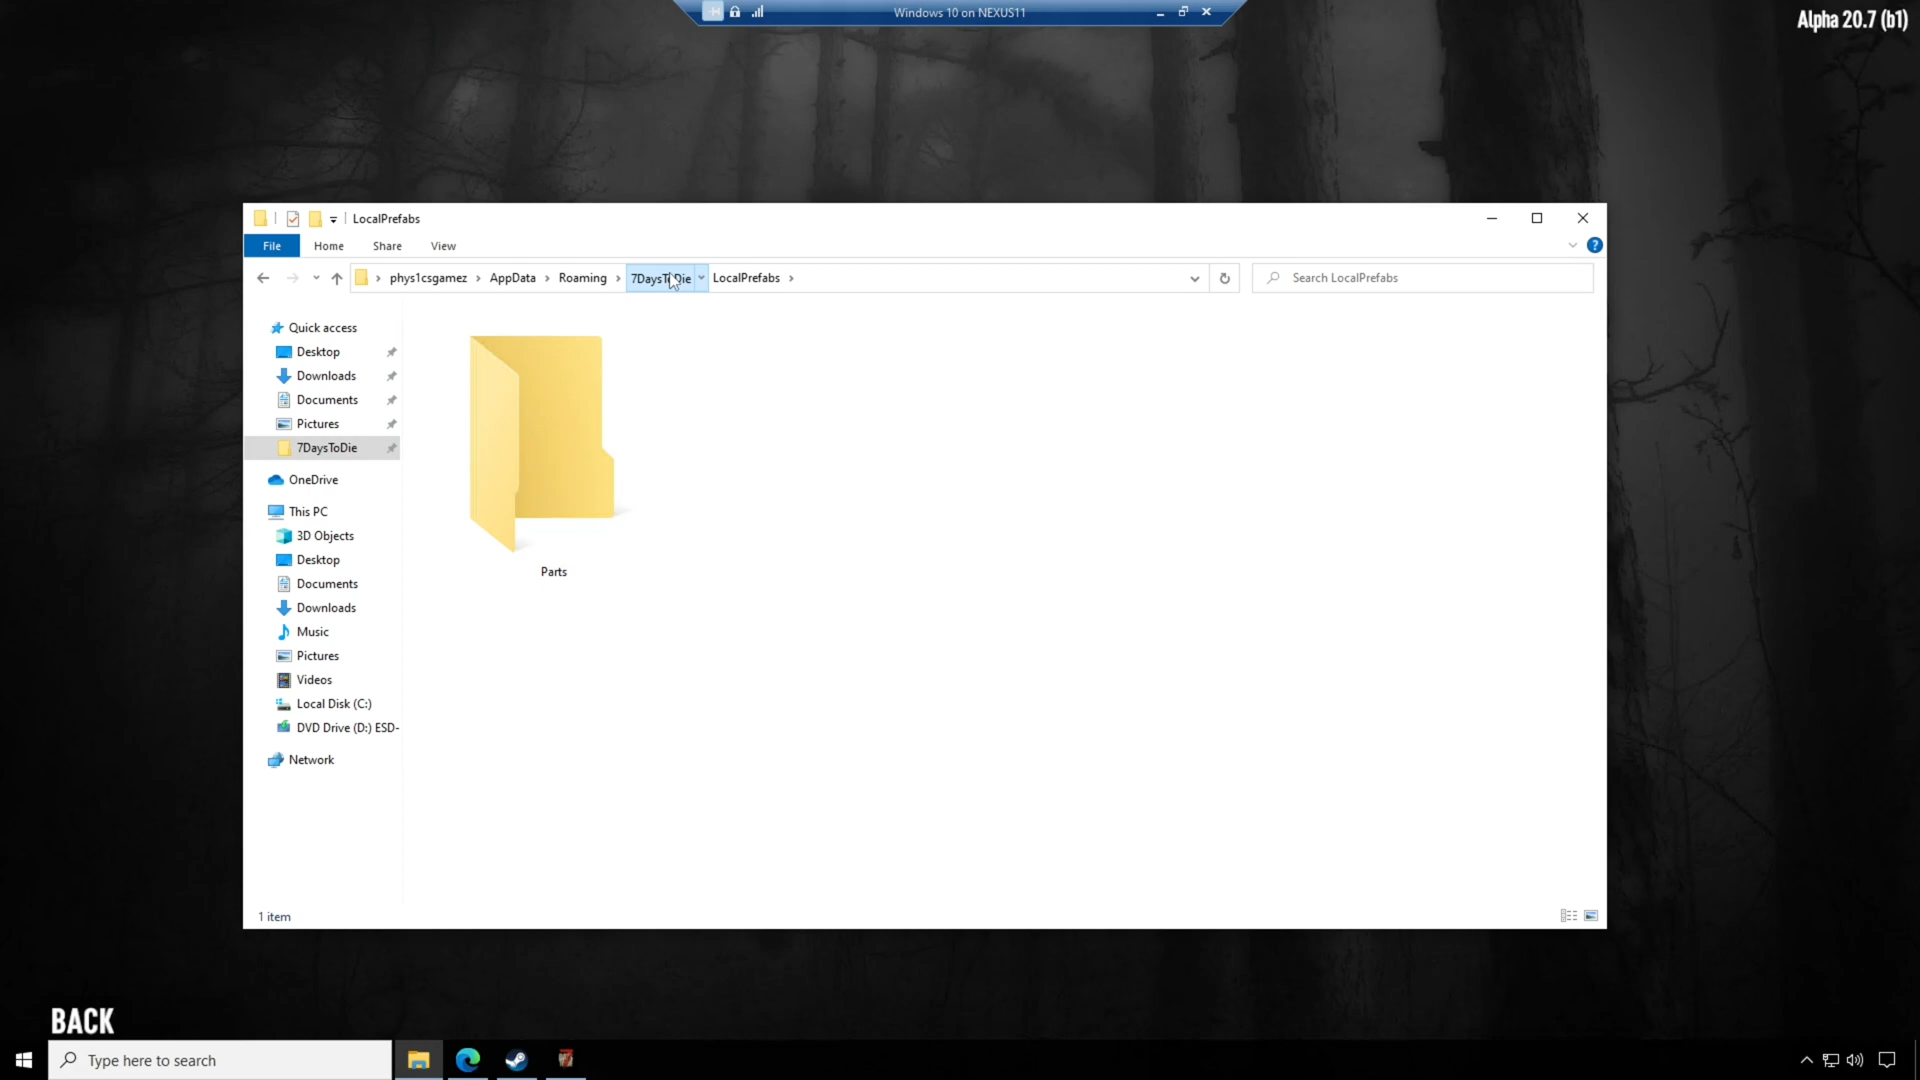 Windows 10 on NEXUS11
Alpha 20.7 (b1)
LocalPrefabs
File Home Share View
phys1csgamez AppData Roaming 7DaysToDie LocalPrefabs
Search LocalPrefabs
Quick access
Desktop
Downloads
Documents
Pictures
7DaysToDie
OneDrive
This PC
3D Objects
Desktop
Documents
Downloads
Music
Pictures
Videos
Local Disk (C:)
DVD Drive (D:) ESD-
Network
Parts
1 item
BACK
Type here to search